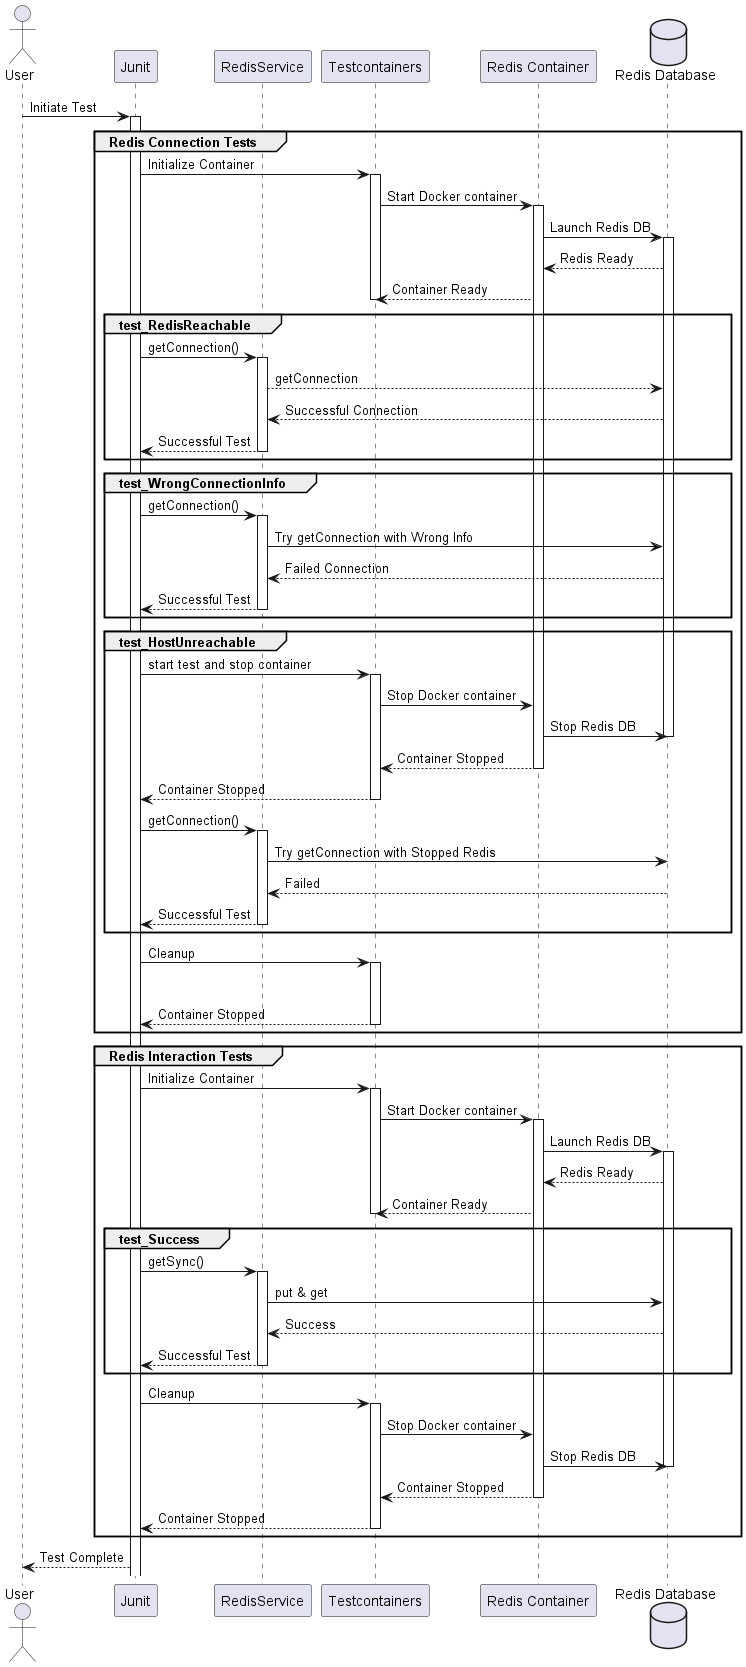 User
Junit
RedisService
Testcontainers
Redis Container
Redis Database
Initiate Test
Redis Connection Tests
Initialize Container
Start Docker container
Launch Redis DB
Redis Ready
Container Ready
test_RedisReachable
getConnection()
getConnection
Successful Connection
Successful Test
test_WrongConnectionInfo
getConnection()
Try getConnection with Wrong Info
Failed Connection
Successful Test
test_HostUnreachable
start test and stop container
Stop Docker container
Stop Redis DB
Container Stopped
Container Stopped
getConnection()
Try getConnection with Stopped Redis
Failed
Successful Test
Cleanup
Container Stopped
Redis Interaction Tests
Initialize Container
Start Docker container
Launch Redis DB
Redis Ready
Container Ready
test_Success
getSync()
put & get
Success
Successful Test
Cleanup
Stop Docker container
Stop Redis DB
Container Stopped
Container Stopped
Test Complete
User
Junit
RedisService
Testcontainers
Redis Container
Redis Database